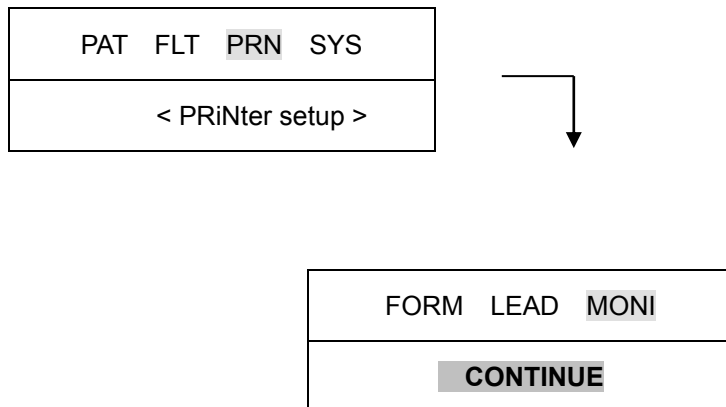 PAT FLT PRN SYS
< PRiNter setup >
FORM LEAD MONI
CONTINUE